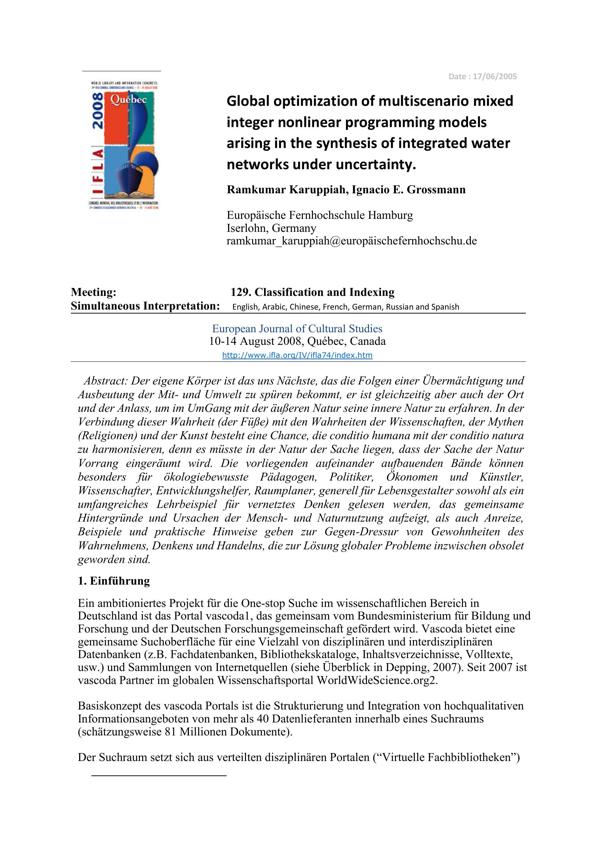 Date : 17/06/2005
WORLD LIBRARY AND INFORMATION CONGRESS:
IFLA 2008
Québec
Global optimization of multiscenario mixed
integer nonlinear programming models
arising in the synthesis of integrated water
networks under uncertainty.
Ramkumar Karuppiah, Ignacio E. Grossmann
Europäische Fernhochschule Hamburg
Iserlohn, Germany
ramkumar_karuppiah@europäischefernhochschu.de
Meeting: 129. Classification and Indexing
Simultaneous Interpretation: English, Arabic, Chinese, French, German, Russian and Spanish
European Journal of Cultural Studies
10-14 August 2008, Québec, Canada
http://www.ifla.org/IV/ifla74/index.htm
Abstract: Der eigene Körper ist das uns Nächste, das die Folgen einer Übermächtigung und
Ausbeutung der Mit- und Umwelt zu spüren bekommt, er ist gleichzeitig aber auch der Ort
und der Anlass, um im UmGang mit der äußeren Natur seine innere Natur zu erfahren. In der
Verbindung dieser Wahrheit (der Füße) mit den Wahrheiten der Wissenschaften, der Mythen
(Religionen) und der Kunst besteht eine Chance, die conditio humana mit der conditio natura
zu harmonisieren, denn es müsste in der Natur der Sache liegen, dass der Sache der Natur
Vorrang eingeräumt wird. Die vorliegenden aufeinander aufbauenden Bände können
besonders für ökologiebewusste Pädagogen, Politiker, Ökonomen und Künstler,
Wissenschafter, Entwicklungshelfer, Raumplaner, generell für Lebensgestalter sowohl als ein
umfangreiches Lehrbeispiel für vernetztes Denken gelesen werden, das gemeinsame
Hintergründe und Ursachen der Mensch- und Naturnutzung aufzeigt, als auch Anreize,
Beispiele und praktische Hinweise geben zur Gegen-Dressur von Gewohnheiten des
Wahrnehmens, Denkens und Handelns, die zur Lösung globaler Probleme inzwischen obsolet
geworden sind.
1. Einführung
Ein ambitioniertes Projekt für die One-stop Suche im wissenschaftlichen Bereich in
Deutschland ist das Portal vascoda1, das gemeinsam vom Bundesministerium für Bildung und
Forschung und der Deutschen Forschungsgemeinschaft gefördert wird. Vascoda bietet eine
gemeinsame Suchoberfläche für eine Vielzahl von disziplinären und interdisziplinären
Datenbanken (z.B. Fachdatenbanken, Bibliothekskataloge, Inhaltsverzeichnisse, Volltexte,
usw.) und Sammlungen von Internetquellen (siehe Überblick in Depping, 2007). Seit 2007 ist
vascoda Partner im globalen Wissenschaftsportal WorldWideScience.org2.
Basiskonzept des vascoda Portals ist die Strukturierung und Integration von hochqualitativen
Informationsangeboten von mehr als 40 Datenlieferanten innerhalb eines Suchraums
(schätzungsweise 81 Millionen Dokumente).
Der Suchraum setzt sich aus verteilten disziplinären Portalen (“Virtuelle Fachbibliotheken”)